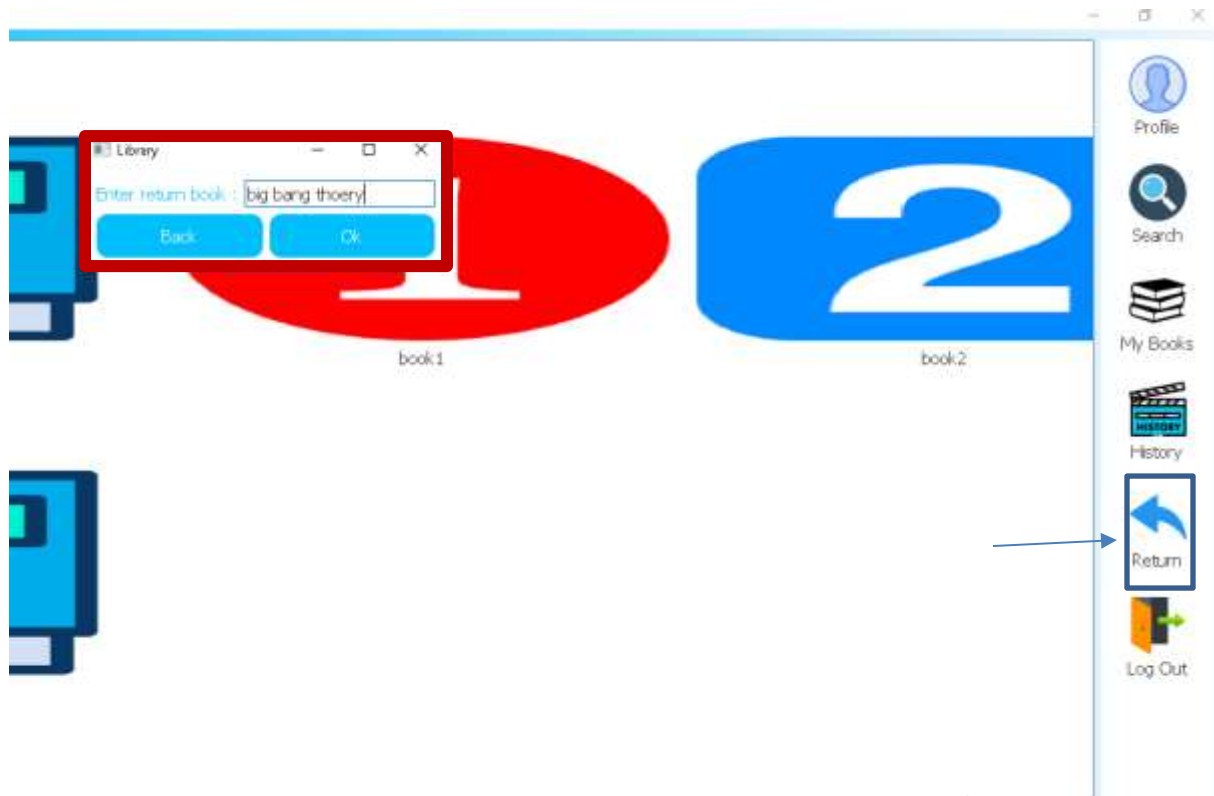 Profile
Library
Enter return book : big bang thoery
Back Ok
1
2
Search
book1
book2
My Books
HISTORY
History
Return
Log Out